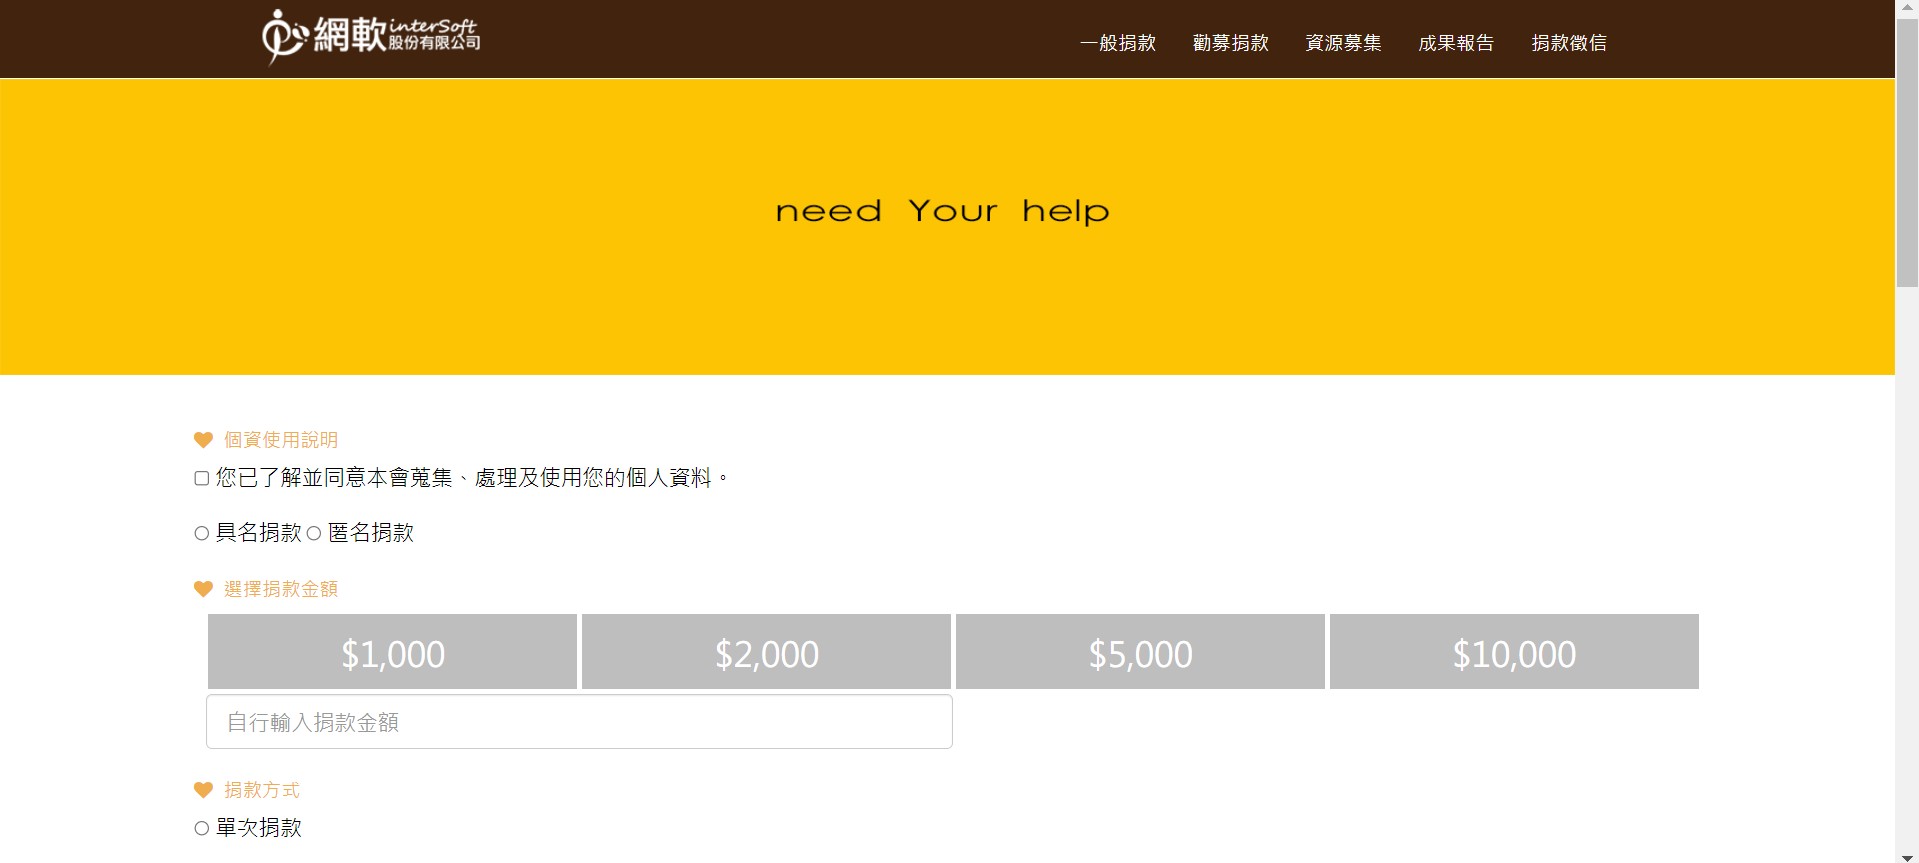 網軟 interSoft 股份有限公司
一般捐款 勸募捐款 資源募集 成果報告 捐款徵信
need Your help
個資使用說明
您已了解並同意本會蒐集、處理及使用您的個人資料。
具名捐款 匿名捐款
選擇捐款金額
$1,000 $2,000 $5,000 $10,000
自行輸入捐款金額
捐款方式
單次捐款